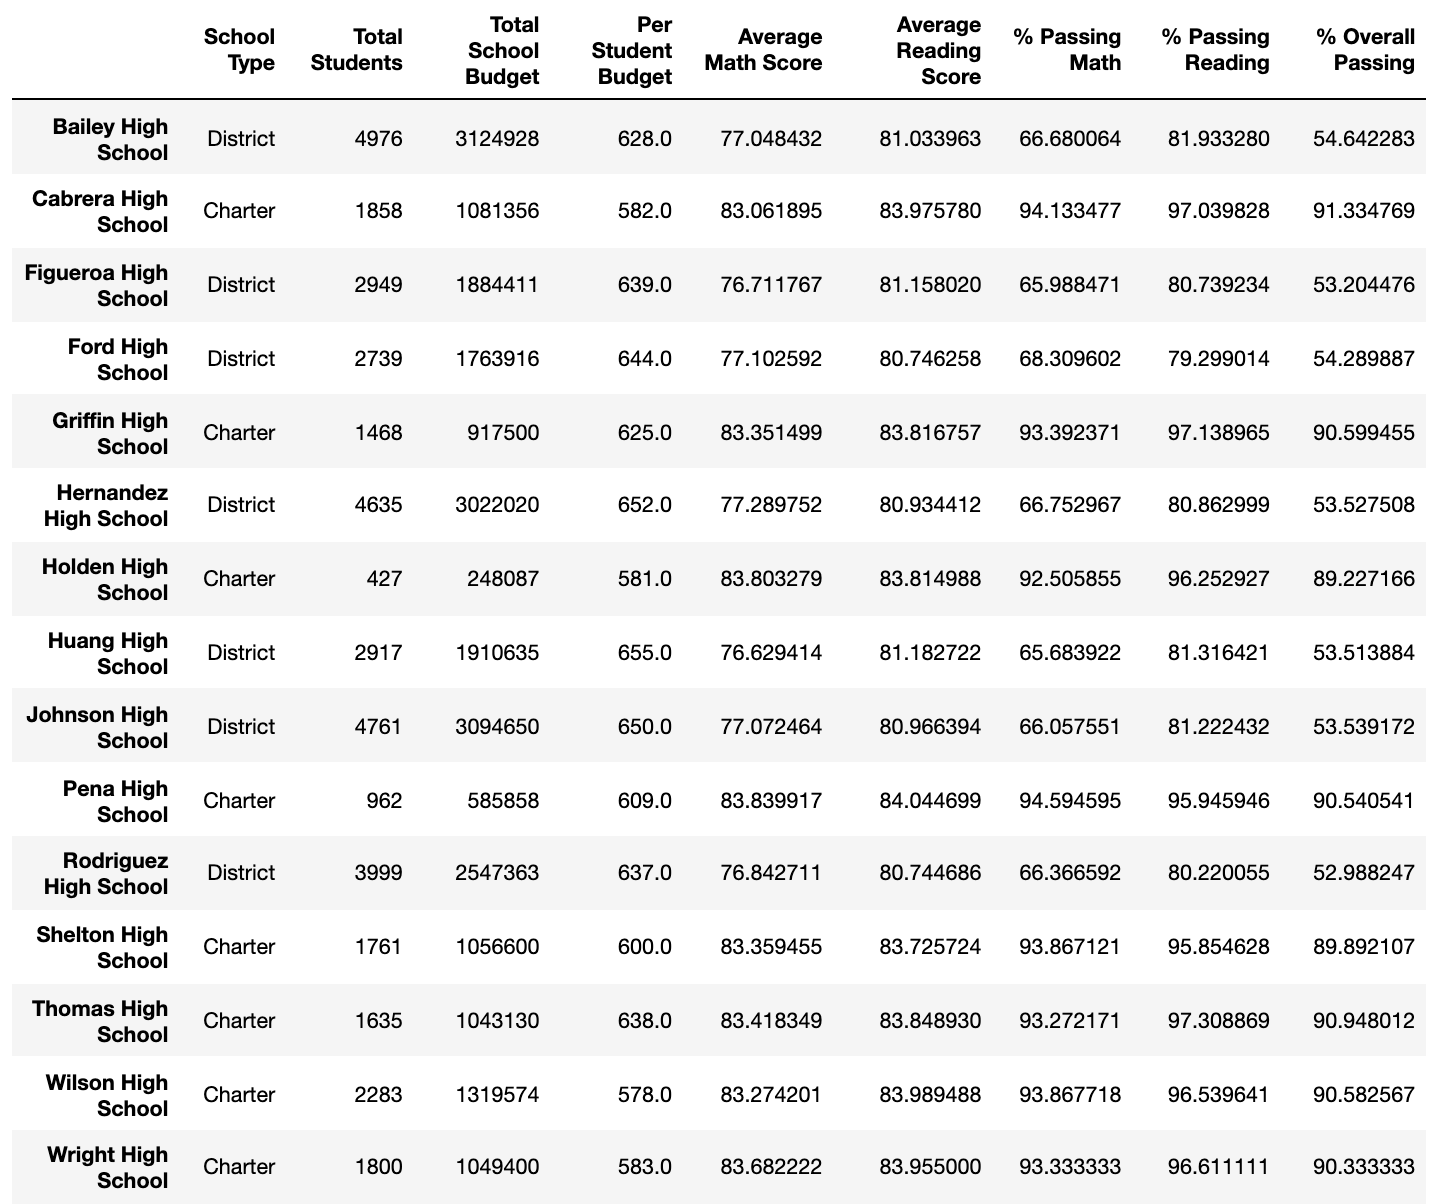 School Type Total Students Total School Budget Per Student Budget Average Math Score Average Reading Score % Passing Math % Passing Reading % Overall Passing
Bailey High School District 4976 3124928 628.0 77.048432 81.033963 66.680064 81.933280 54.642283
Cabrera High School Charter 1858 1081356 582.0 83.061895 83.975780 94.133477 97.039828 91.334769
Figueroa High School District 2949 1884411 639.0 76.711767 81.158020 65.988471 80.739234 53.204476
Ford High School District 2739 1763916 644.0 77.102592 80.746258 68.309602 79.299014 54.289887
Griffin High School Charter 1468 917500 625.0 83.351499 83.816757 93.392371 97.138965 90.599455
Hernandez High School District 4635 3022020 652.0 77.289752 80.934412 66.752967 80.862999 53.527508
Holden High School Charter 427 248087 581.0 83.803279 83.814988 92.505855 96.252927 89.227166
Huang High School District 2917 1910635 655.0 76.629414 81.182722 65.683922 81.316421 53.513884
Johnson High School District 4761 3094650 650.0 77.072464 80.966394 66.057551 81.222432 53.539172
Pena High School Charter 962 585858 609.0 83.839917 84.044699 94.594595 95.945946 90.540541
Rodriguez High School District 3999 2547363 637.0 76.842711 80.744686 66.366592 80.220055 52.988247
Shelton High School Charter 1761 1056600 600.0 83.359455 83.725724 93.867121 95.854628 89.892107
Thomas High School Charter 1635 1043130 638.0 83.418349 83.848930 93.272171 97.308869 90.948012
Wilson High School Charter 2283 1319574 578.0 83.274201 83.989488 93.867718 96.539641 90.582567
Wright High School Charter 1800 1049400 583.0 83.682222 83.955000 93.333333 96.611111 90.333333